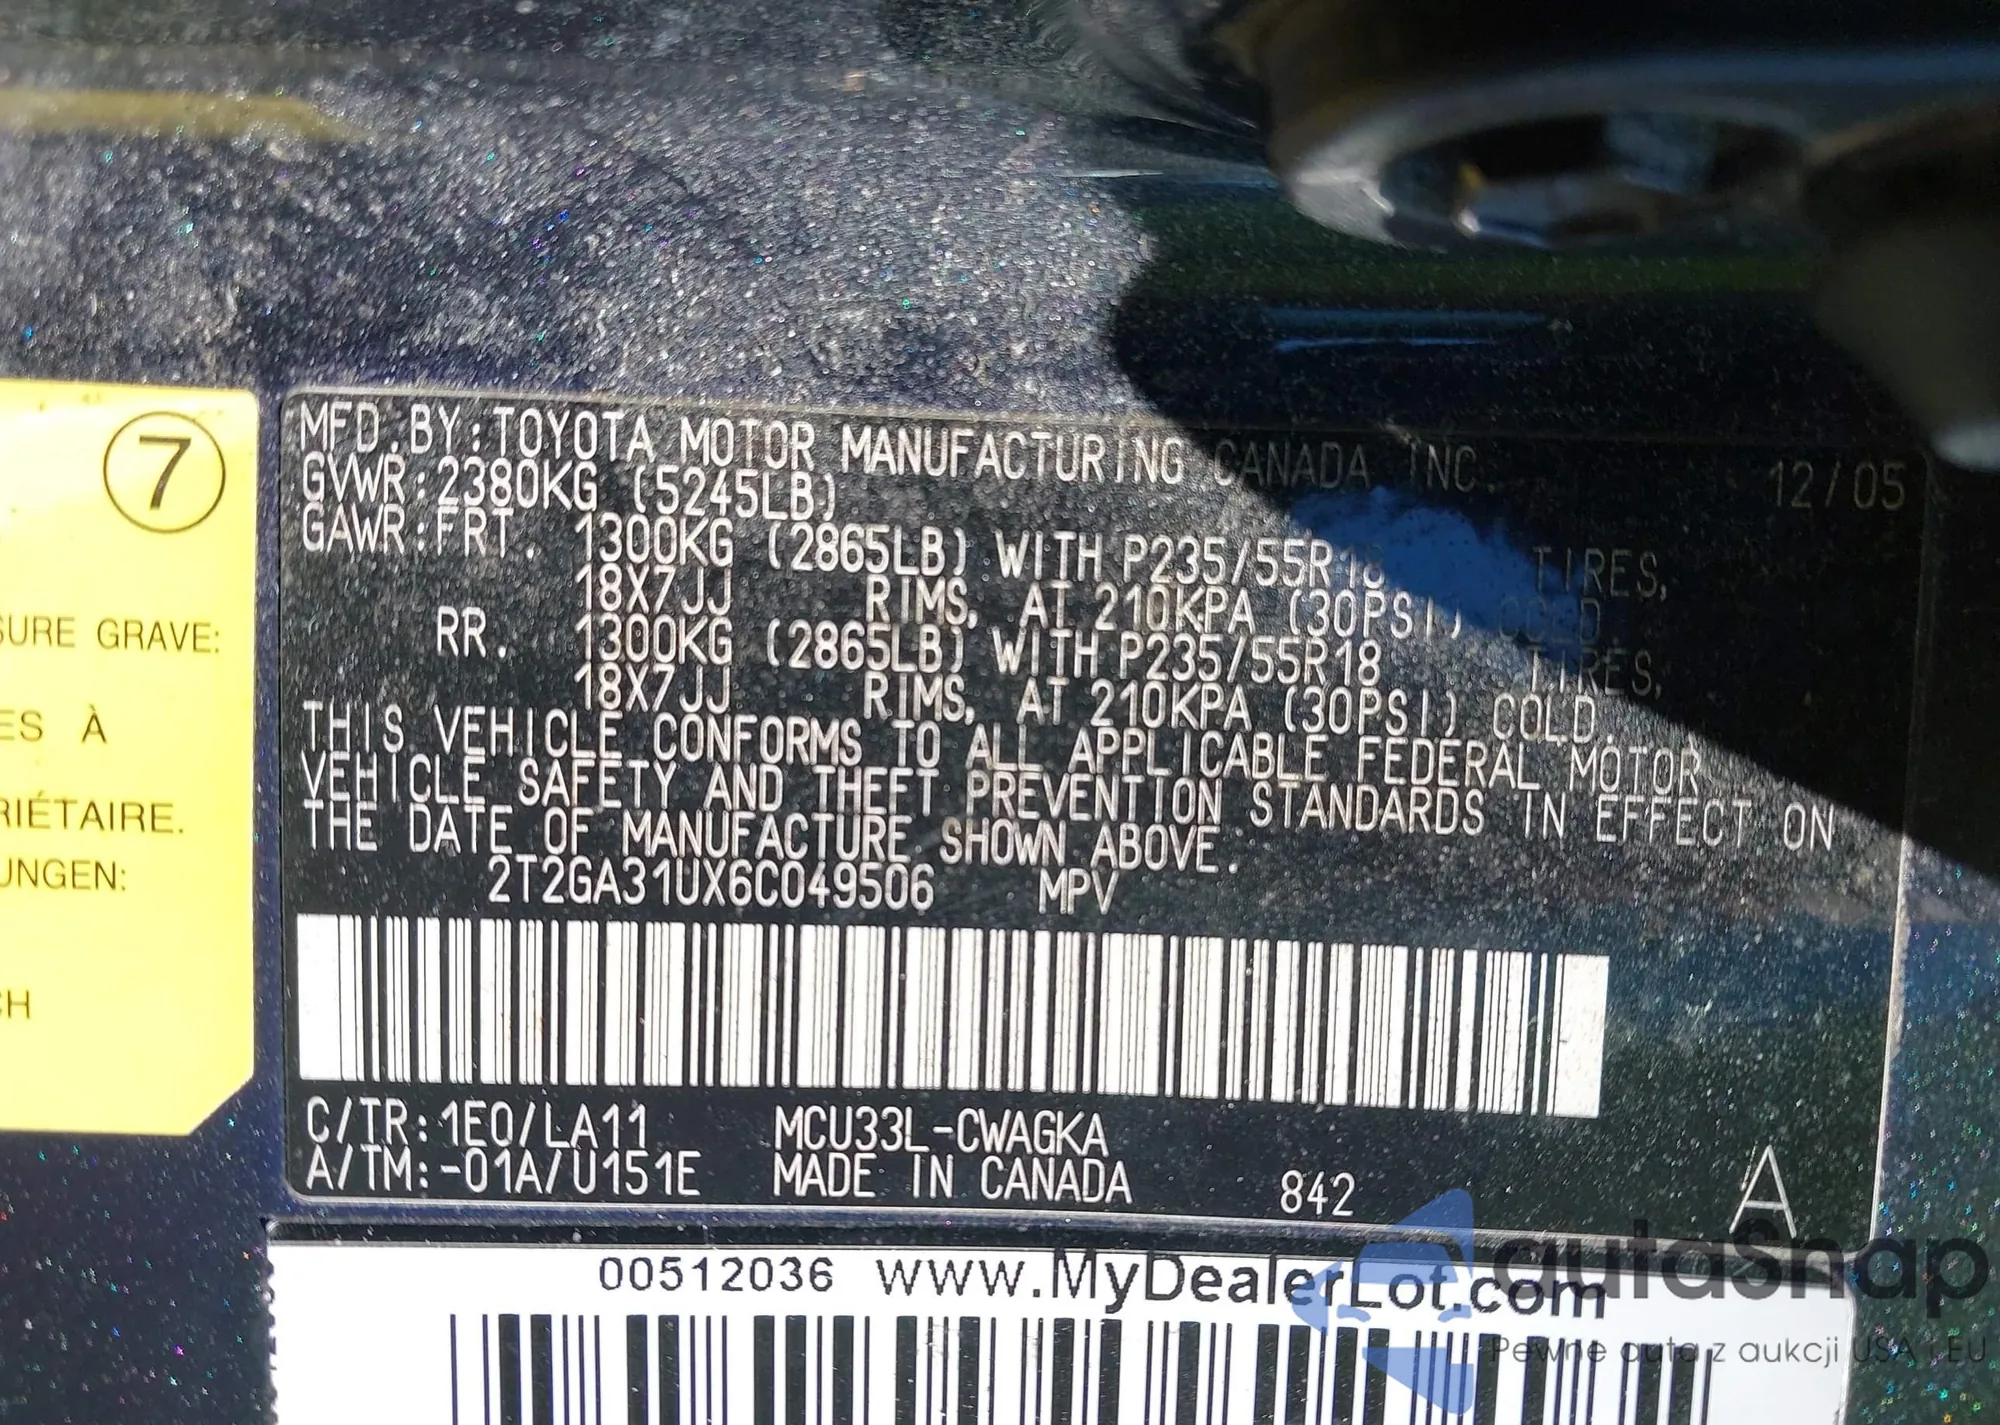 7
SURE GRAVE:
ES À
RIÉTAIRE.
UNGEN:
CH
MFD.BY:TOYOTA MOTOR MANUFACTURING CANADA INC. 12/05
GVWR:2380KG (5245LB)
GAWR:FRT. 1300KG (2865LB) WITH P235/55R18 TIRES,
18X7JJ RIMS, AT 210KPA (30PSI) COLD.
RR. 1300KG (2865LB) WITH P235/55R18 TIRES,
18X7JJ RIMS, AT 210KPA (30PSI) COLD.
THIS VEHICLE CONFORMS TO ALL APPLICABLE FEDERAL MOTOR
VEHICLE SAFETY AND THEFT PREVENTION STANDARDS IN EFFECT ON
THE DATE OF MANUFACTURE SHOWN ABOVE.
2T2GA31UX6C049506 MPV
C/TR:1E0/LA11 MCU33L-CWAGKA
A/TM:-01A/U151E MADE IN CANADA 842 A
00512036 www.MyDealerLot.com
autaSnap
Pewne auta z aukcji USA i EU